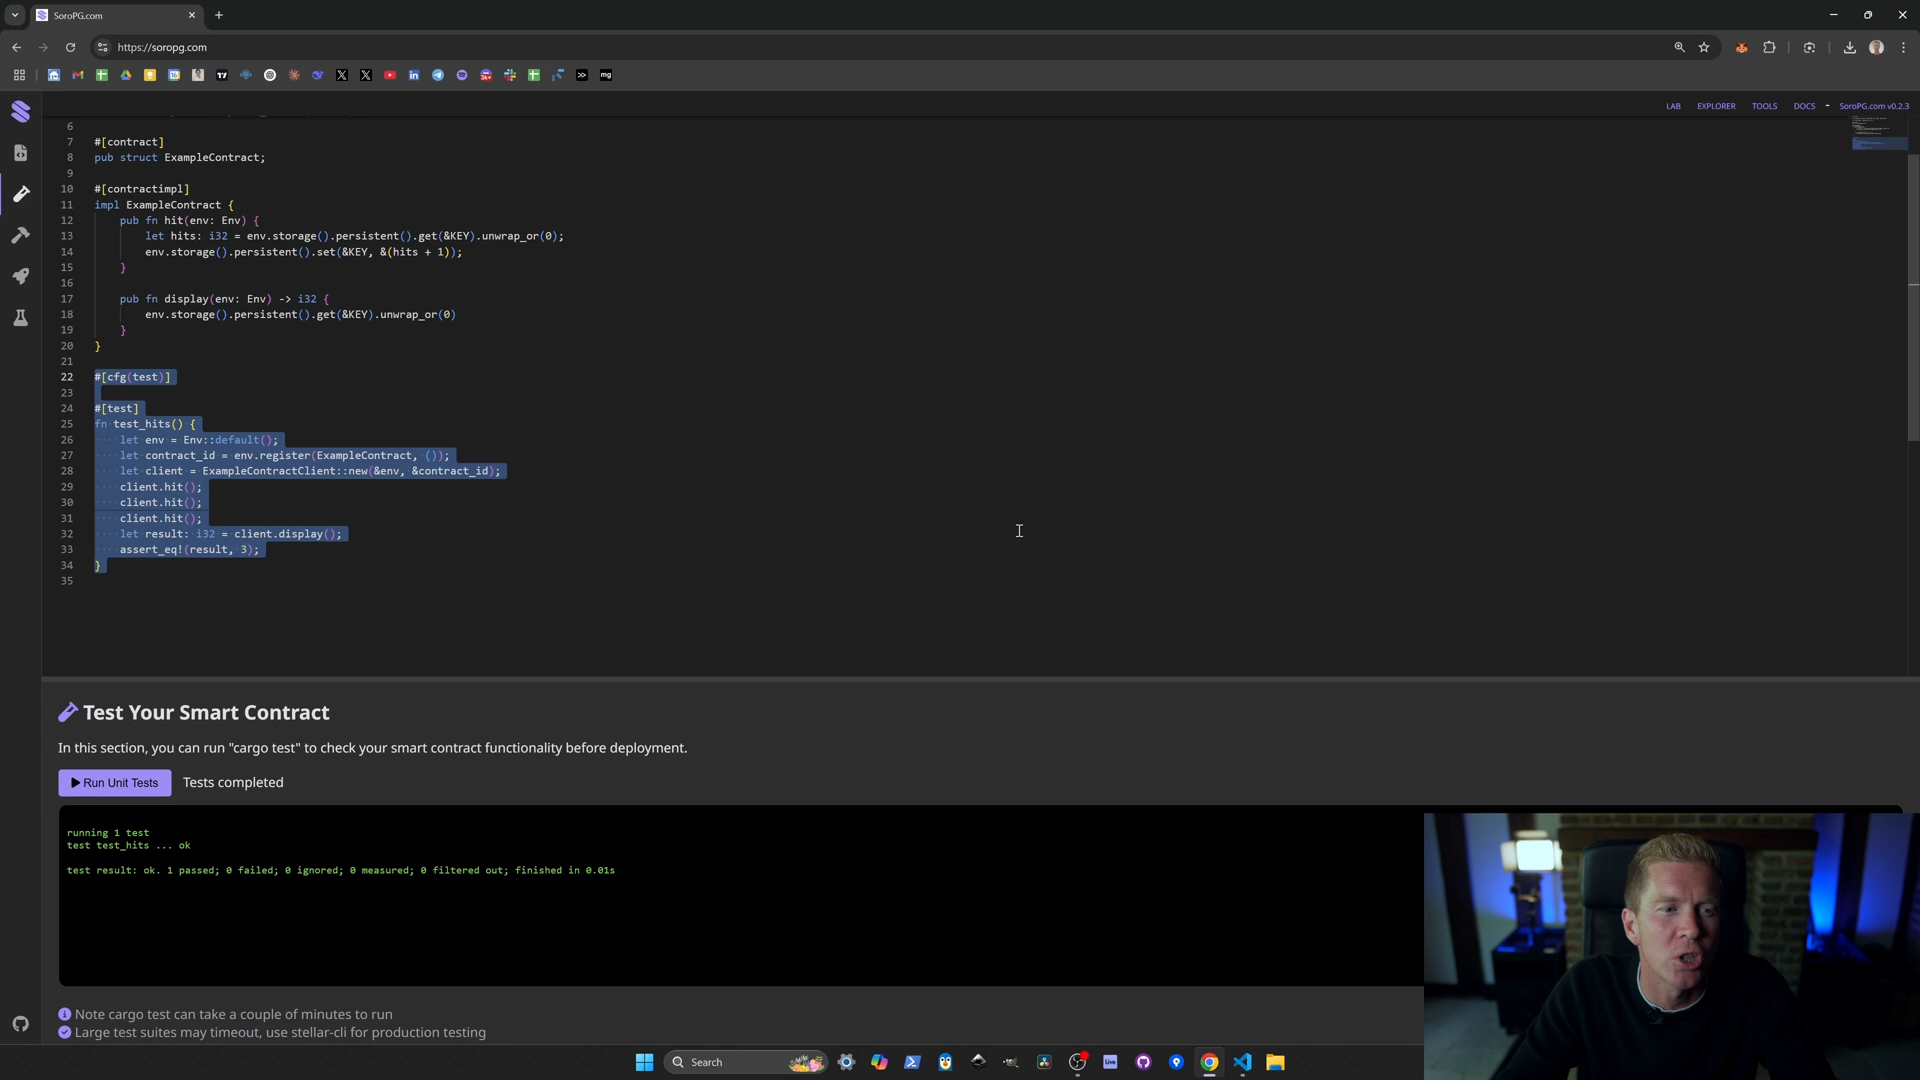 SoroPG.com
https://soropg.com
LAB
EXPLORER
TOOLS
DOCS
SoroPG.com v0.2.3
6
7 #[contract]
8 pub struct ExampleContract;
9
10 #[contractimpl]
11 impl ExampleContract {
12 pub fn hit(env: Env) {
13 let hits: i32 = env.storage().persistent().get(&KEY).unwrap_or(0);
14 env.storage().persistent().set(&KEY, &(hits + 1));
15 }
16
17 pub fn display(env: Env) -> i32 {
18 env.storage().persistent().get(&KEY).unwrap_or(0)
19 }
20 }
21
22 #[cfg(test)]
23
24 #[test]
25 fn test_hits() {
26 let env = Env::default();
27 let contract_id = env.register(ExampleContract, ());
28 let client = ExampleContractClient::new(&env, &contract_id);
29 client.hit();
30 client.hit();
31 client.hit();
32 let result: i32 = client.display();
33 assert_eq!(result, 3);
34 }
35
Test Your Smart Contract
In this section, you can run "cargo test" to check your smart contract functionality before deployment.
Run Unit Tests
Tests completed
running 1 test
test test_hits ... ok
test result: ok. 1 passed; 0 failed; 0 ignored; 0 measured; 0 filtered out; finished in 0.01s
Note cargo test can take a couple of minutes to run
Large test suites may timeout, use stellar-cli for production testing
Search